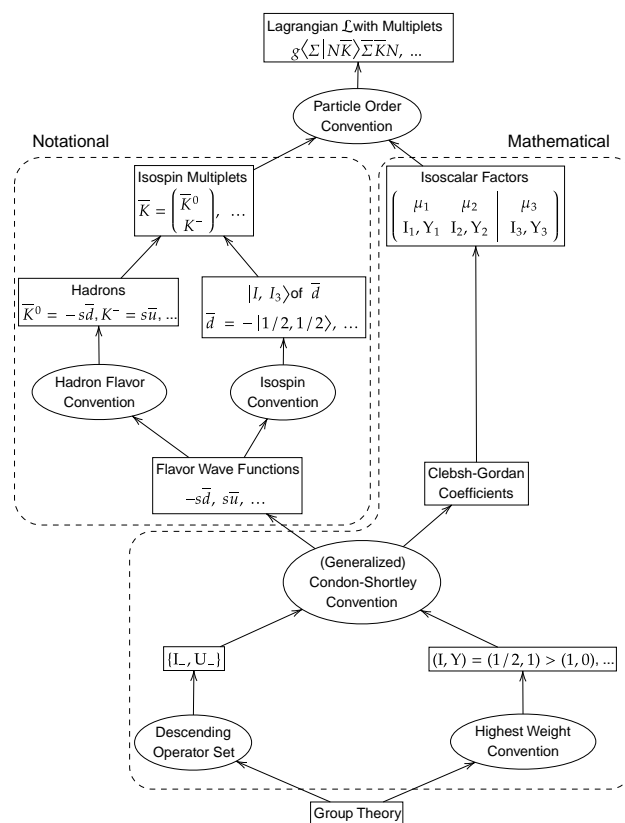 Lagrangian ℒ with Multiplets
g⟨Σ|NK̅⟩Σ̅K̅N, ...
Particle Order
Convention
Notational
Mathematical
Isospin Multiplets
K̅ = ( K̅⁰
K⁻ ), ...
Isoscalar Factors
( μ₁ μ₂ | μ₃
I₁, Y₁ I₂, Y₂ | I₃, Y₃ )
Hadrons
K̅⁰ = −sd̅, K⁻ = su̅, ...
|I, I₃⟩of d̅
d̅ = −|1/2, 1/2⟩, ...
Hadron Flavor
Convention
Isospin
Convention
Flavor Wave Functions
−sd̅, su̅, ...
Clebsh-Gordan
Coefficients
(Generalized)
Condon-Shortley
Convention
{I₋, U₋}
(I, Y) = (1/2, 1) > (1, 0), ...
Descending
Operator Set
Highest Weight
Convention
Group Theory